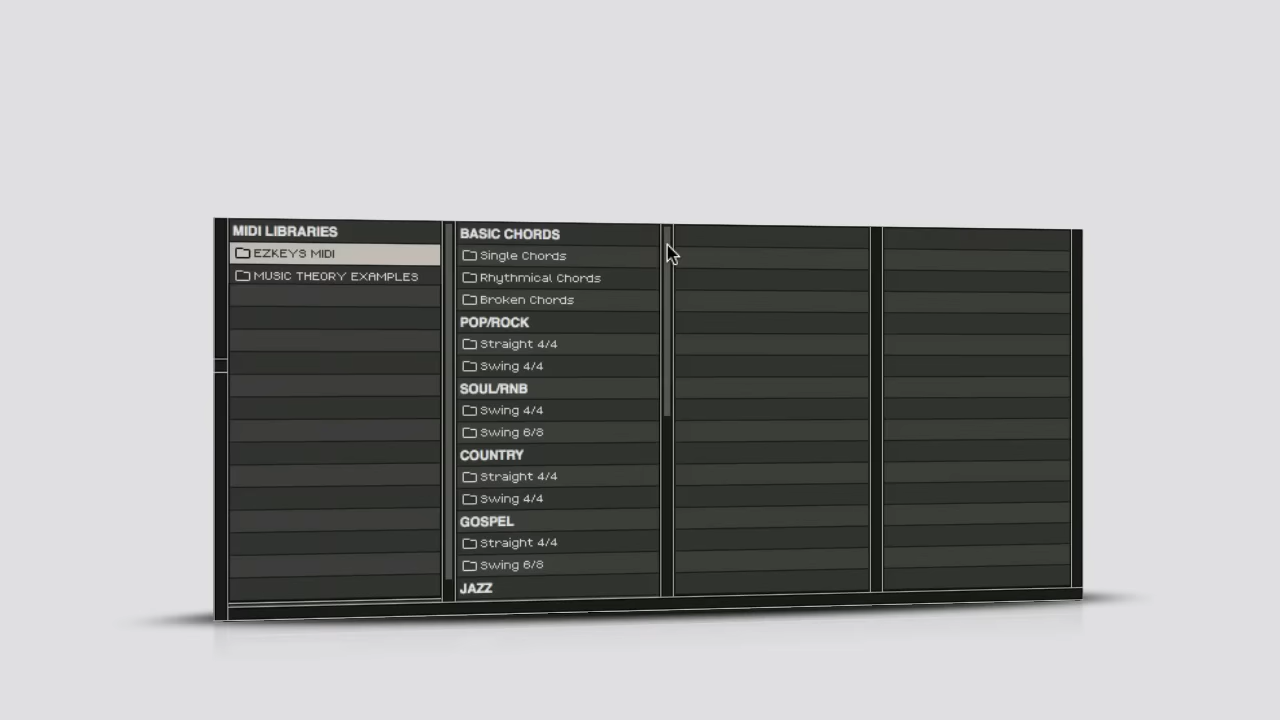 MIDI LIBRARIES
EZKEYS MIDI
MUSIC THEORY EXAMPLES
BASIC CHORDS
Single Chords
Rhythmical Chords
Broken Chords
POP/ROCK
Straight 4/4
Swing 4/4
SOUL/RNB
Swing 4/4
Swing 6/8
COUNTRY
Straight 4/4
Swing 4/4
GOSPEL
Straight 4/4
Swing 6/8
JAZZ